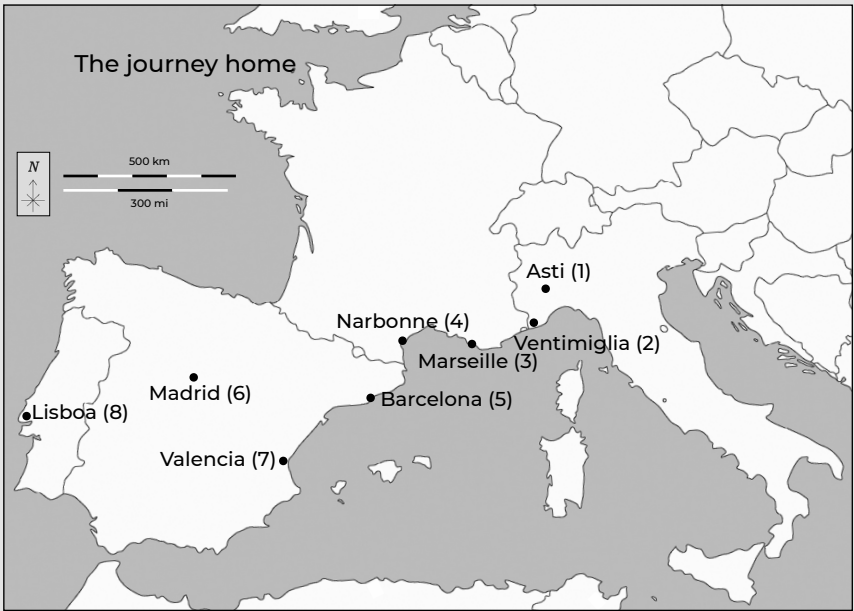 The journey home
500 km
N
300 mi
Asti (1)
Narbonne (4)
Ventimiglia (2)
Marseille (3)
Madrid (6)
Barcelona (5)
Lisboa (8)
Valencia (7)